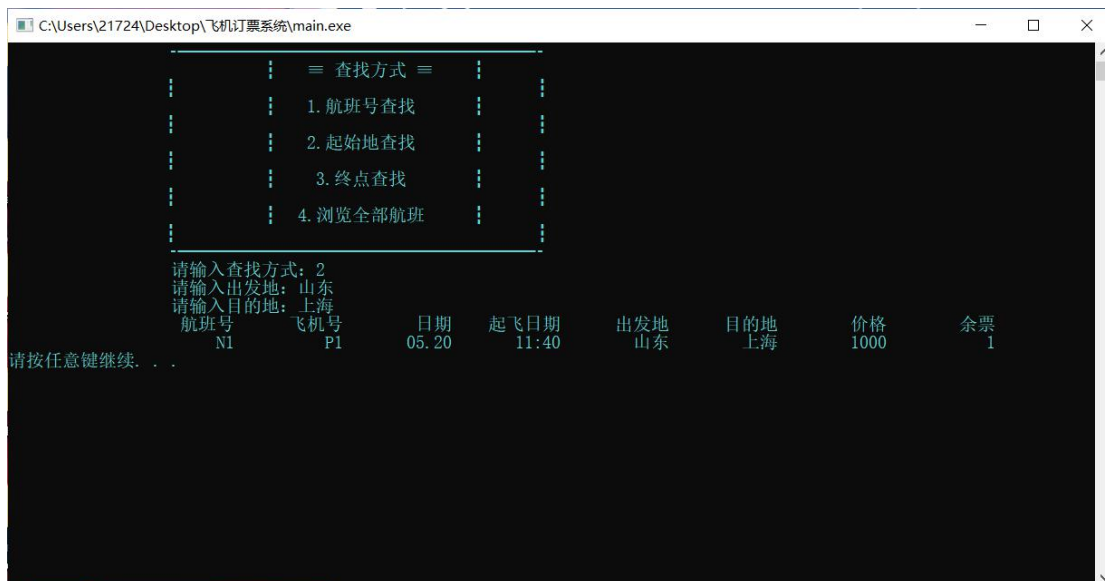 C:\Users\21724\Desktop\飞机订票系统\main.exe
≡ 查找方式 ≡
1.航班号查找
2.起始地查找
3.终点查找
4.浏览全部航班
请输入查找方式：2
请输入出发地：山东
请输入目的地：上海
航班号 飞机号 日期 起飞日期 出发地 目的地 价格 余票
N1 P1 05.20 11:40 山东 上海 1000 1
请按任意键继续. . .